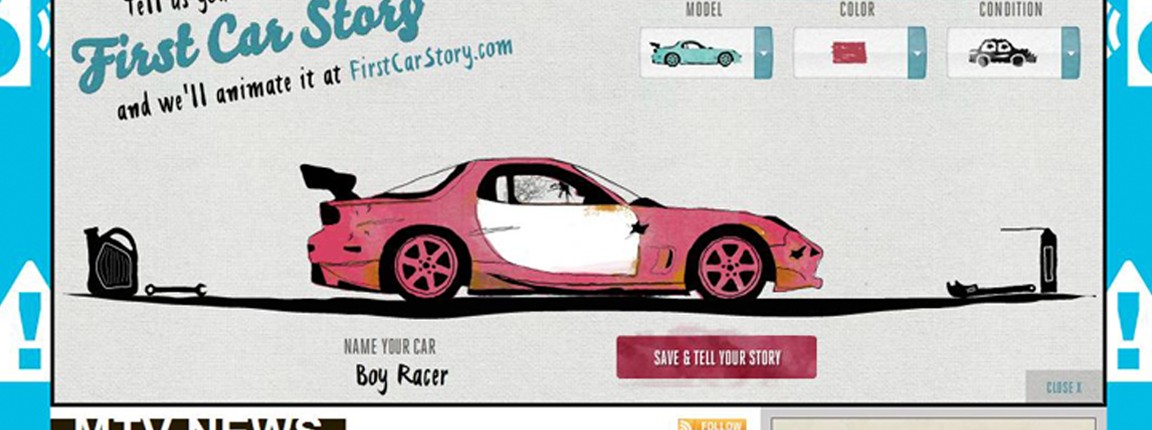 Tell us you
First Car Story
and we'll animate it at FirstCarStory.com
MODEL
COLOR
CONDITION
NAME YOUR CAR
Boy Racer
SAVE & TELL YOUR STORY
CLOSE X
MTV NEWS
FOLLOW